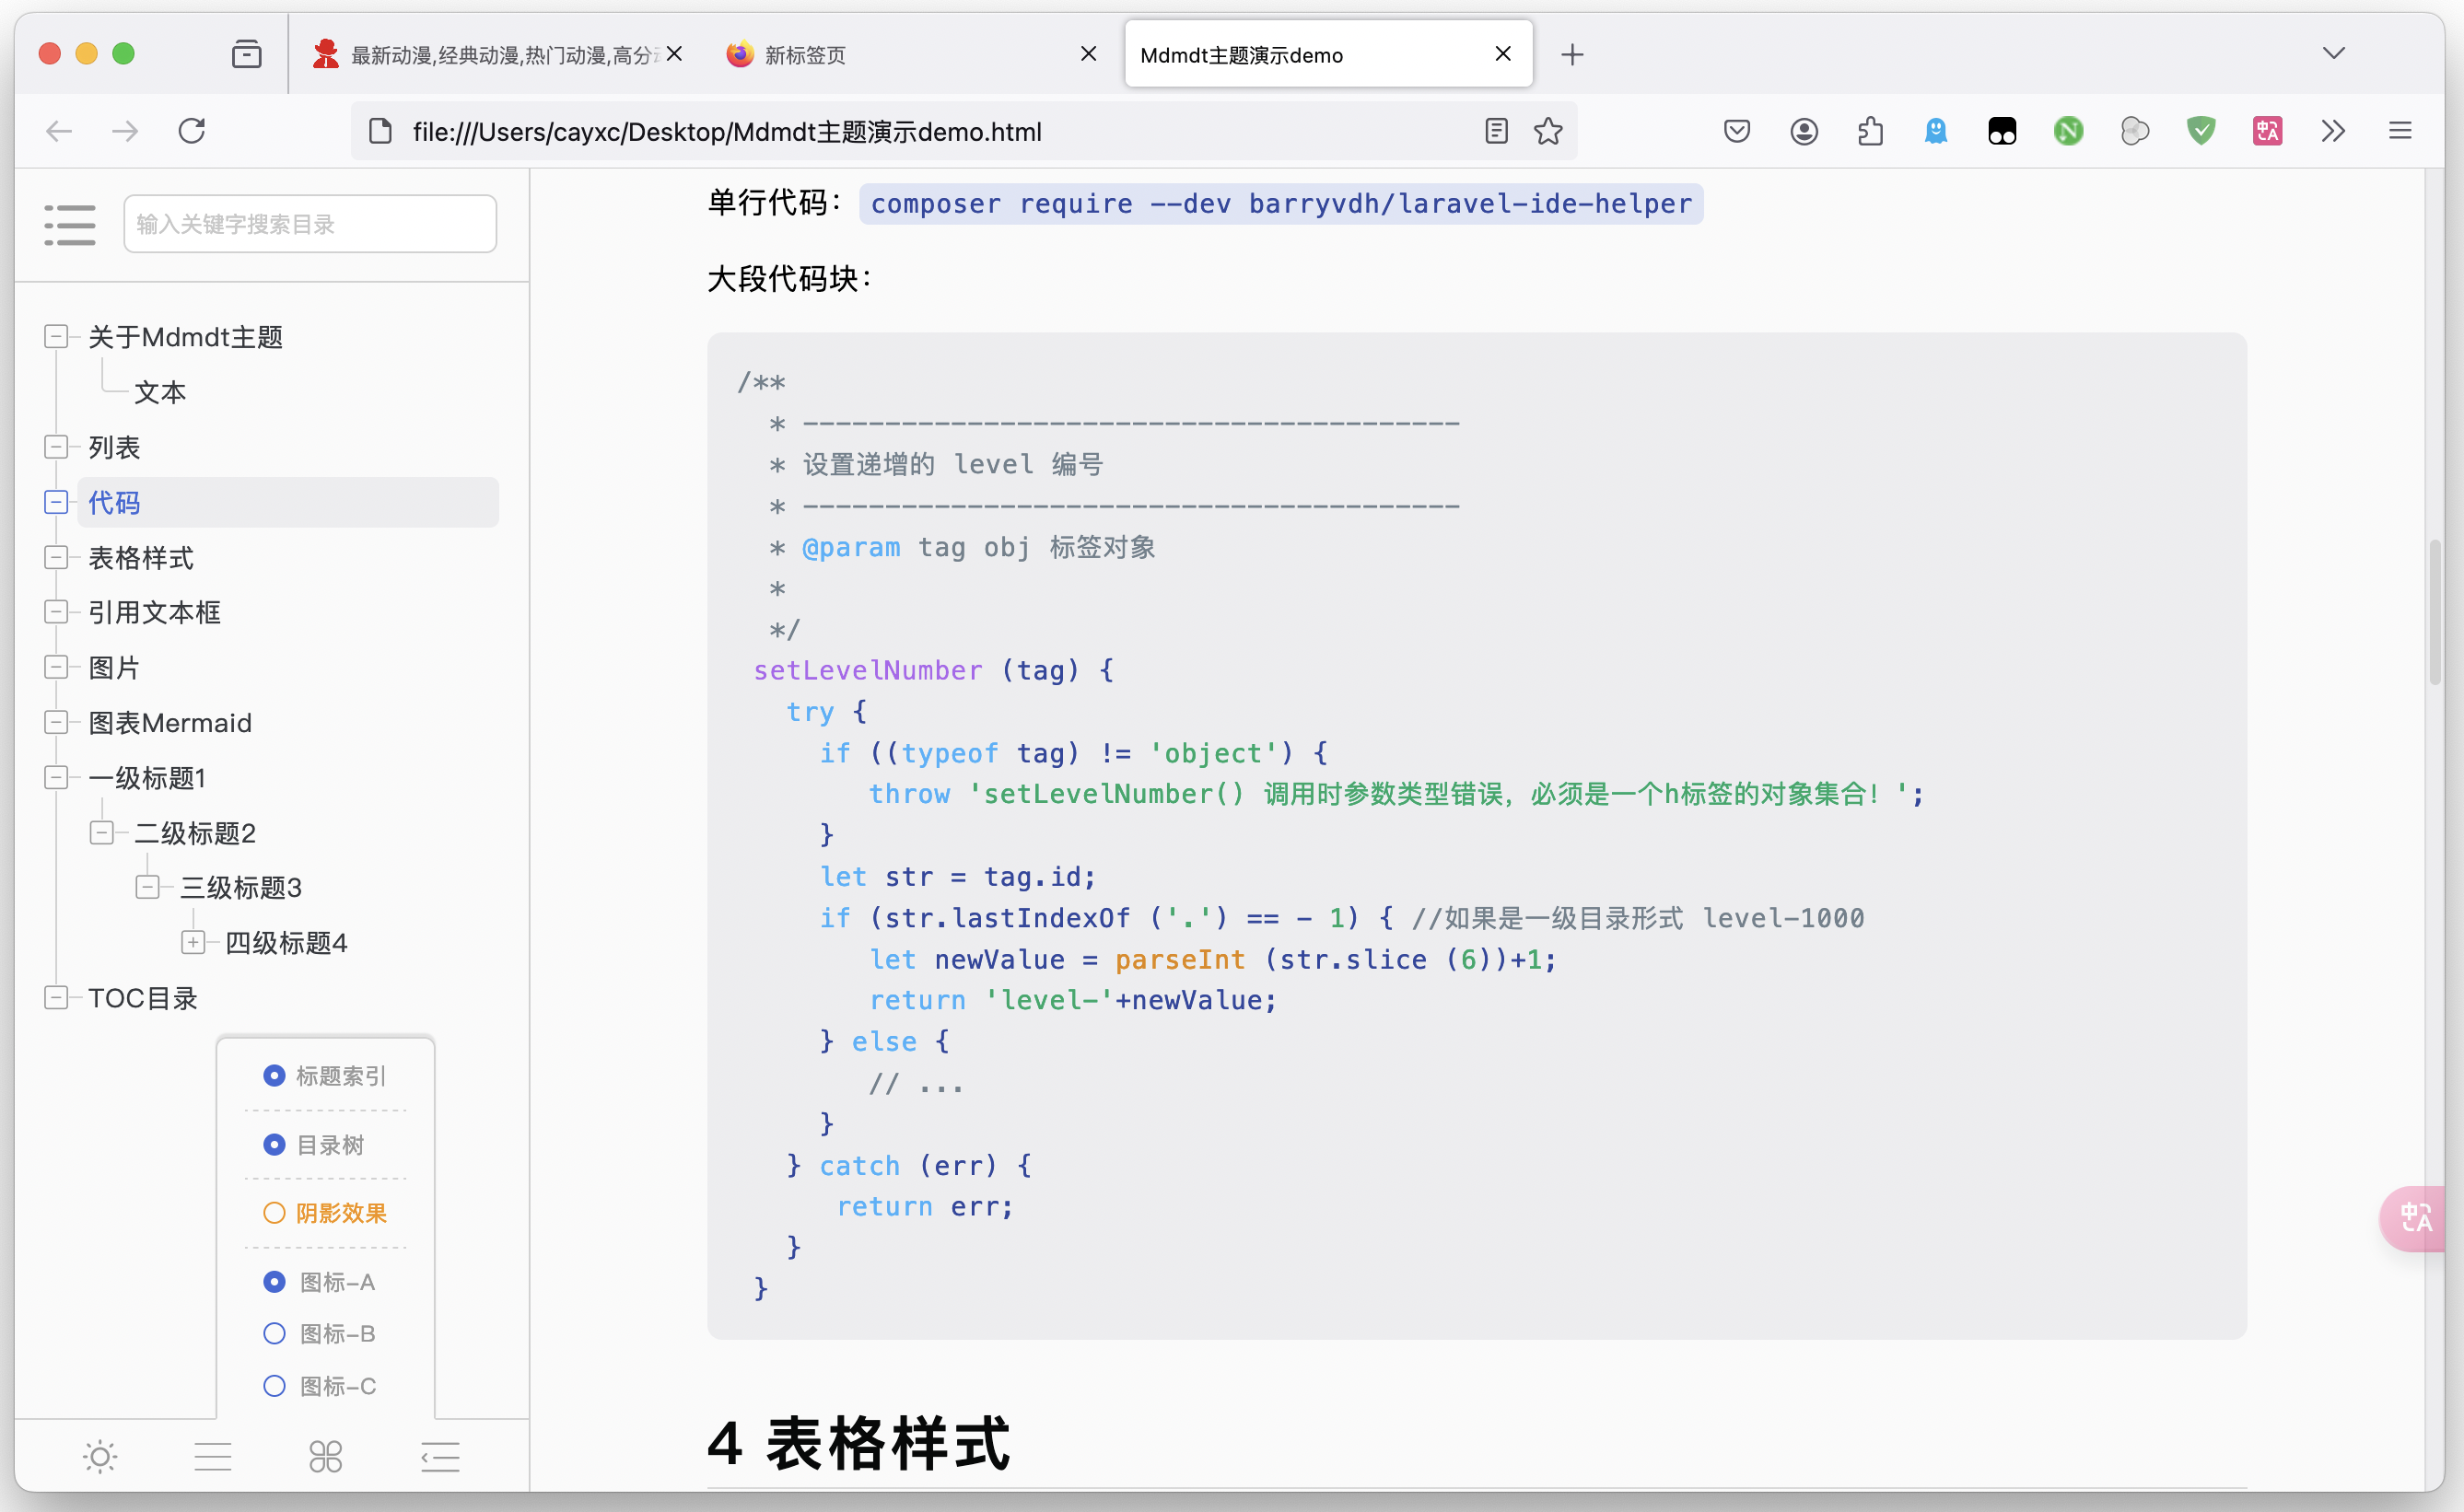 最新动漫,经典动漫,热门动漫,高分
新标签页
Mdmdt主题演示demo
file:///Users/cayxc/Desktop/Mdmdt主题演示demo.html
输入关键字搜索目录
关于Mdmdt主题
文本
列表
代码
表格样式
引用文本框
图片
图表Mermaid
一级标题1
二级标题2
三级标题3
四级标题4
TOC目录
标题索引
目录树
阴影效果
图标-A
图标-B
图标-C
单行代码： composer require --dev barryvdh/laravel-ide-helper
大段代码块：
/**
* ----------------------------------------
* 设置递增的 level 编号
* ----------------------------------------
* @param tag obj 标签对象
*
*/
setLevelNumber (tag) {
try {
if ((typeof tag) != 'object') {
throw 'setLevelNumber() 调用时参数类型错误，必须是一个h标签的对象集合！';
}
let str = tag.id;
if (str.lastIndexOf ('.') == - 1) { //如果是一级目录形式 level-1000
let newValue = parseInt (str.slice (6))+1;
return 'level-'+newValue;
} else {
// ...
}
} catch (err) {
return err;
}
}
4 表格样式
中A